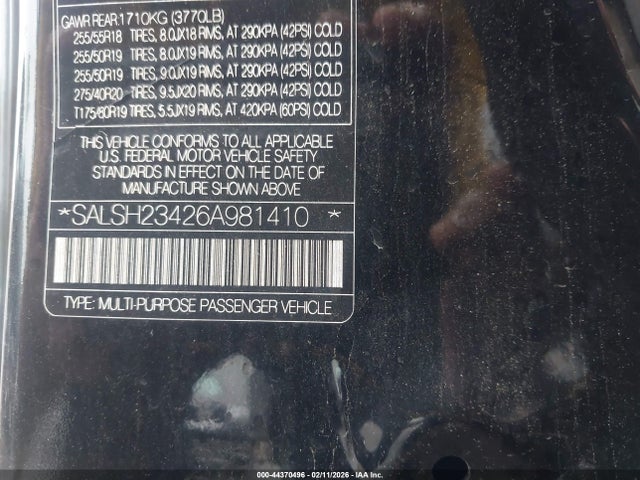 GAWR REAR:1710KG (3770LB)
255/55R18 TIRES, 8.0JX18 RIMS, AT 290KPA (42PSI) COLD
255/50R19 TIRES, 8.0JX19 RIMS, AT 290KPA (42PSI) COLD
255/50R19 TIRES, 9.0JX19 RIMS, AT 290KPA (42PSI) COLD
275/40R20 TIRES, 9.5JX20 RIMS, AT 290KPA (42PSI) COLD
T175/80R19 TIRES, 5.5JX19 RIMS, AT 420KPA (60PSI) COLD
THIS VEHICLE CONFORMS TO ALL APPLICABLE
U.S. FEDERAL MOTOR VEHICLE SAFETY
STANDARDS IN EFFECT ON THE DATE OF
MANUFACTURE SHOWN ABOVE
*SALSH23426A981410 *
TYPE: MULTI-PURPOSE PASSENGER VEHICLE
000-44370496 - 02/11/2026 - IAA Inc.